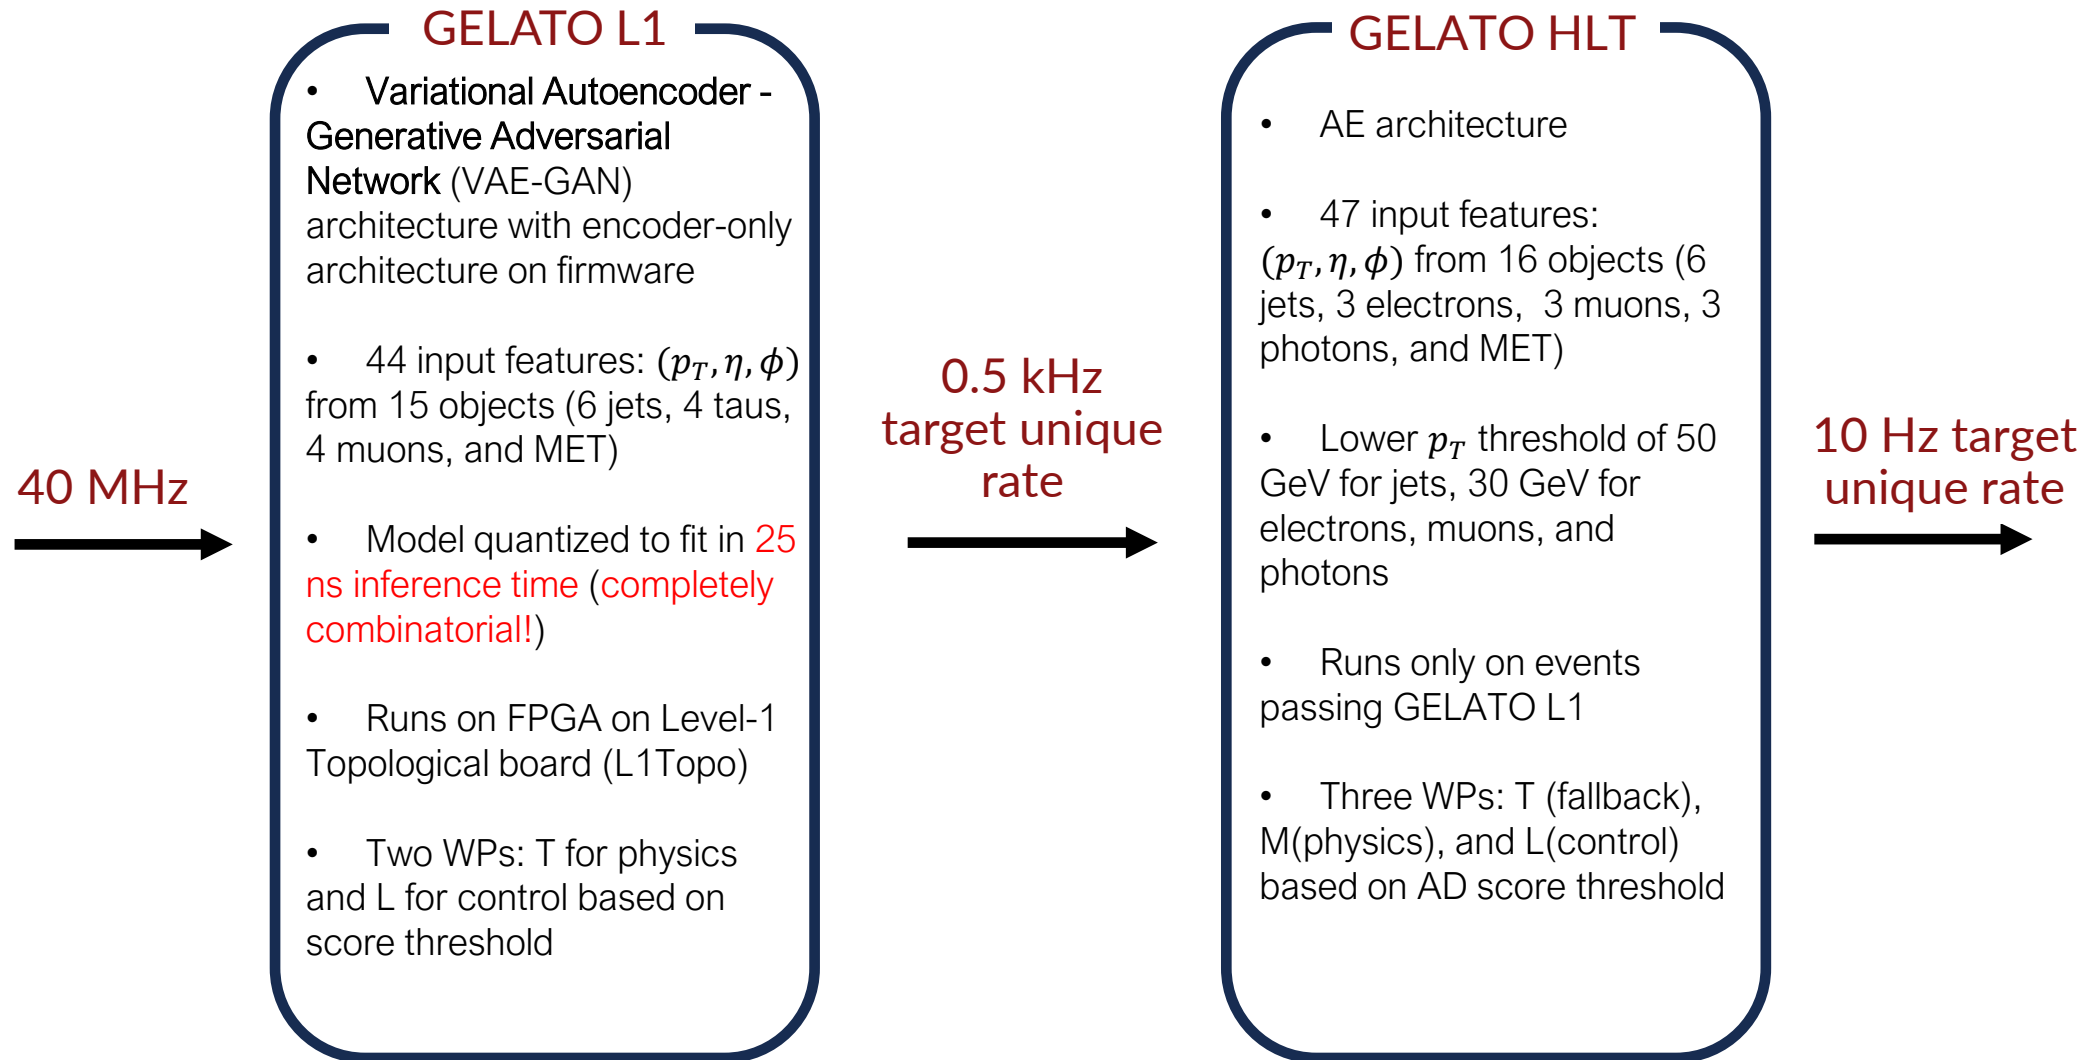 40 MHz
GELATO L1
• Variational Autoencoder -
Generative Adversarial
Network (VAE-GAN)
architecture with encoder-only
architecture on firmware
• 44 input features: (p_T, η, ϕ)
from 15 objects (6 jets, 4 taus,
4 muons, and MET)
• Model quantized to fit in 25
ns inference time (completely
combinatorial!)
• Runs on FPGA on Level-1
Topological board (L1Topo)
• Two WPs: T for physics
and L for control based on
score threshold
0.5 kHz
target unique
rate
GELATO HLT
• AE architecture
• 47 input features:
(p_T, η, ϕ) from 16 objects (6
jets, 3 electrons, 3 muons, 3
photons, and MET)
• Lower p_T threshold of 50
GeV for jets, 30 GeV for
electrons, muons, and
photons
• Runs only on events
passing GELATO L1
• Three WPs: T (fallback),
M(physics), and L(control)
based on AD score threshold
10 Hz target
unique rate